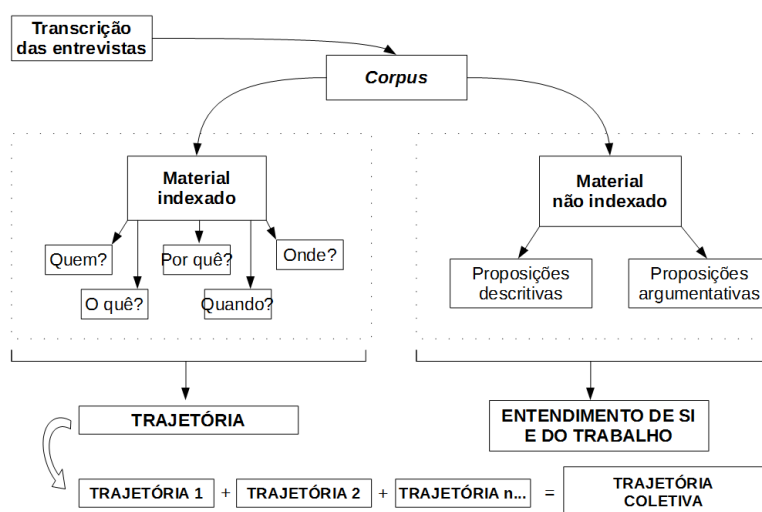 Transcrição
das entrevistas
Corpus
Material
indexado
Material
não indexado
Quem?
Por quê?
Onde?
O quê?
Quando?
Proposições
descritivas
Proposições
argumentativas
TRAJETÓRIA
ENTENDIMENTO DE SI
E DO TRABALHO
TRAJETÓRIA 1 + TRAJETÓRIA 2 + TRAJETÓRIA n... = TRAJETÓRIA
COLETIVA